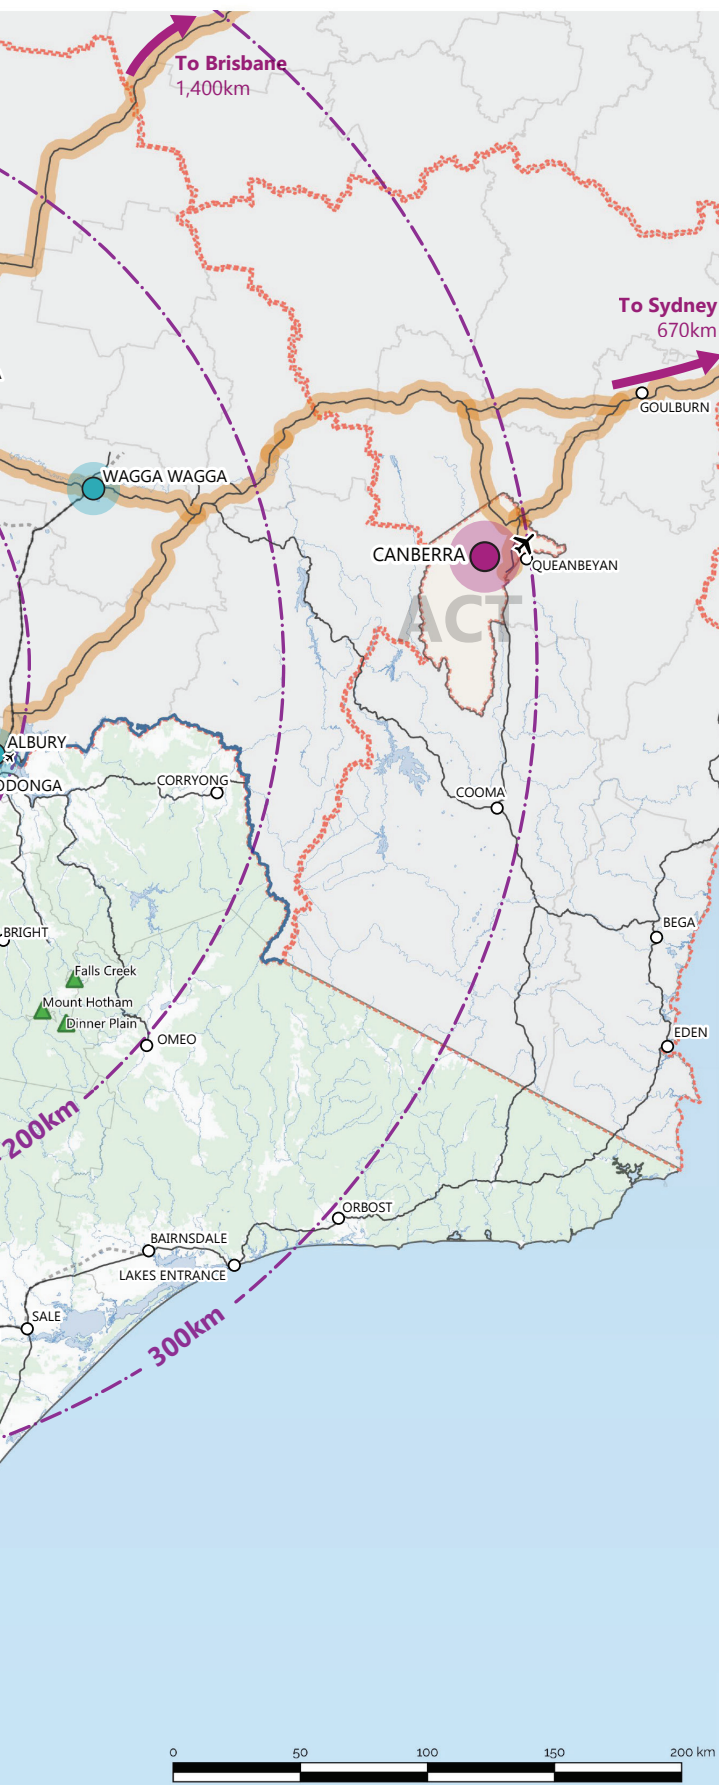 To Brisbane
1,400km
To Sydney
670km
GOULBURN
WAGGA WAGGA
CANBERRA
QUEANBEYAN
ACT
ALBURY
ODONGA
CORRYONG
COOMA
BEGA
BRIGHT
Falls Creek
Mount Hotham
Dinner Plain
EDEN
OMEO
200km
ORBOST
BAIRNSDALE
LAKES ENTRANCE
SALE
300km
0 50 100 150 200 km